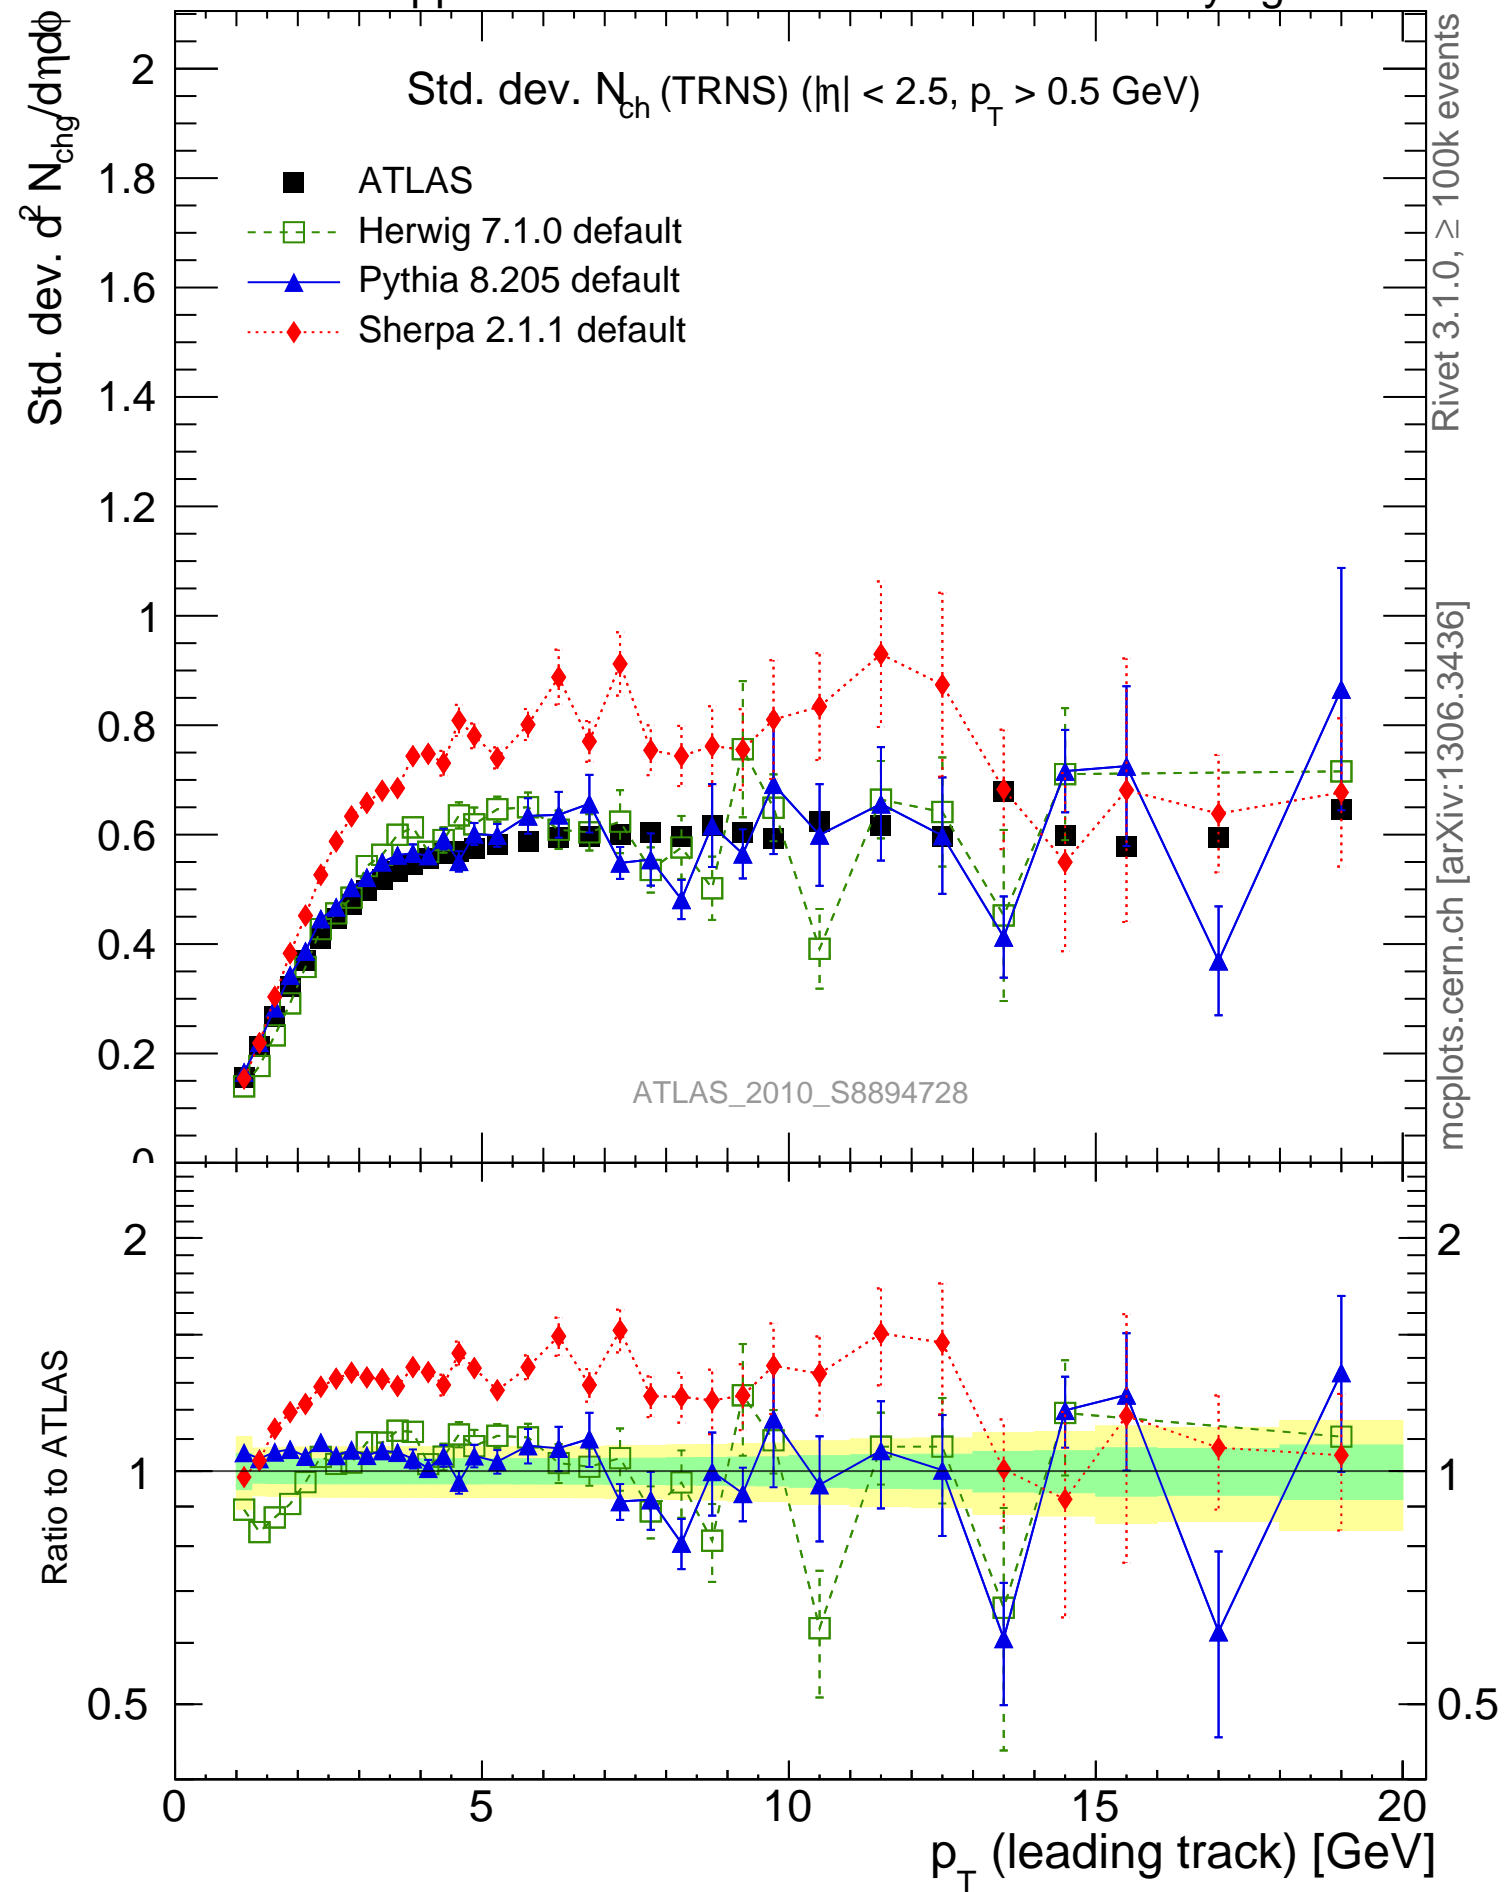 Std. dev. d² N_chg/dηdϕ
Std. dev. N_ch (TRNS) (|η| < 2.5, p_T > 0.5 GeV)
ATLAS
Herwig 7.1.0 default
Pythia 8.205 default
Sherpa 2.1.1 default
2
1.8
1.6
1.4
1.2
1
0.8
0.6
0.4
0.2
0
ATLAS_2010_S8894728
Rivet 3.1.0, ≥ 100k events
mcplots.cern.ch [arXiv:1306.3436]
Ratio to ATLAS
2
1
0.5
2
1
0.5
0 5 10 15 20
p_T (leading track) [GeV]